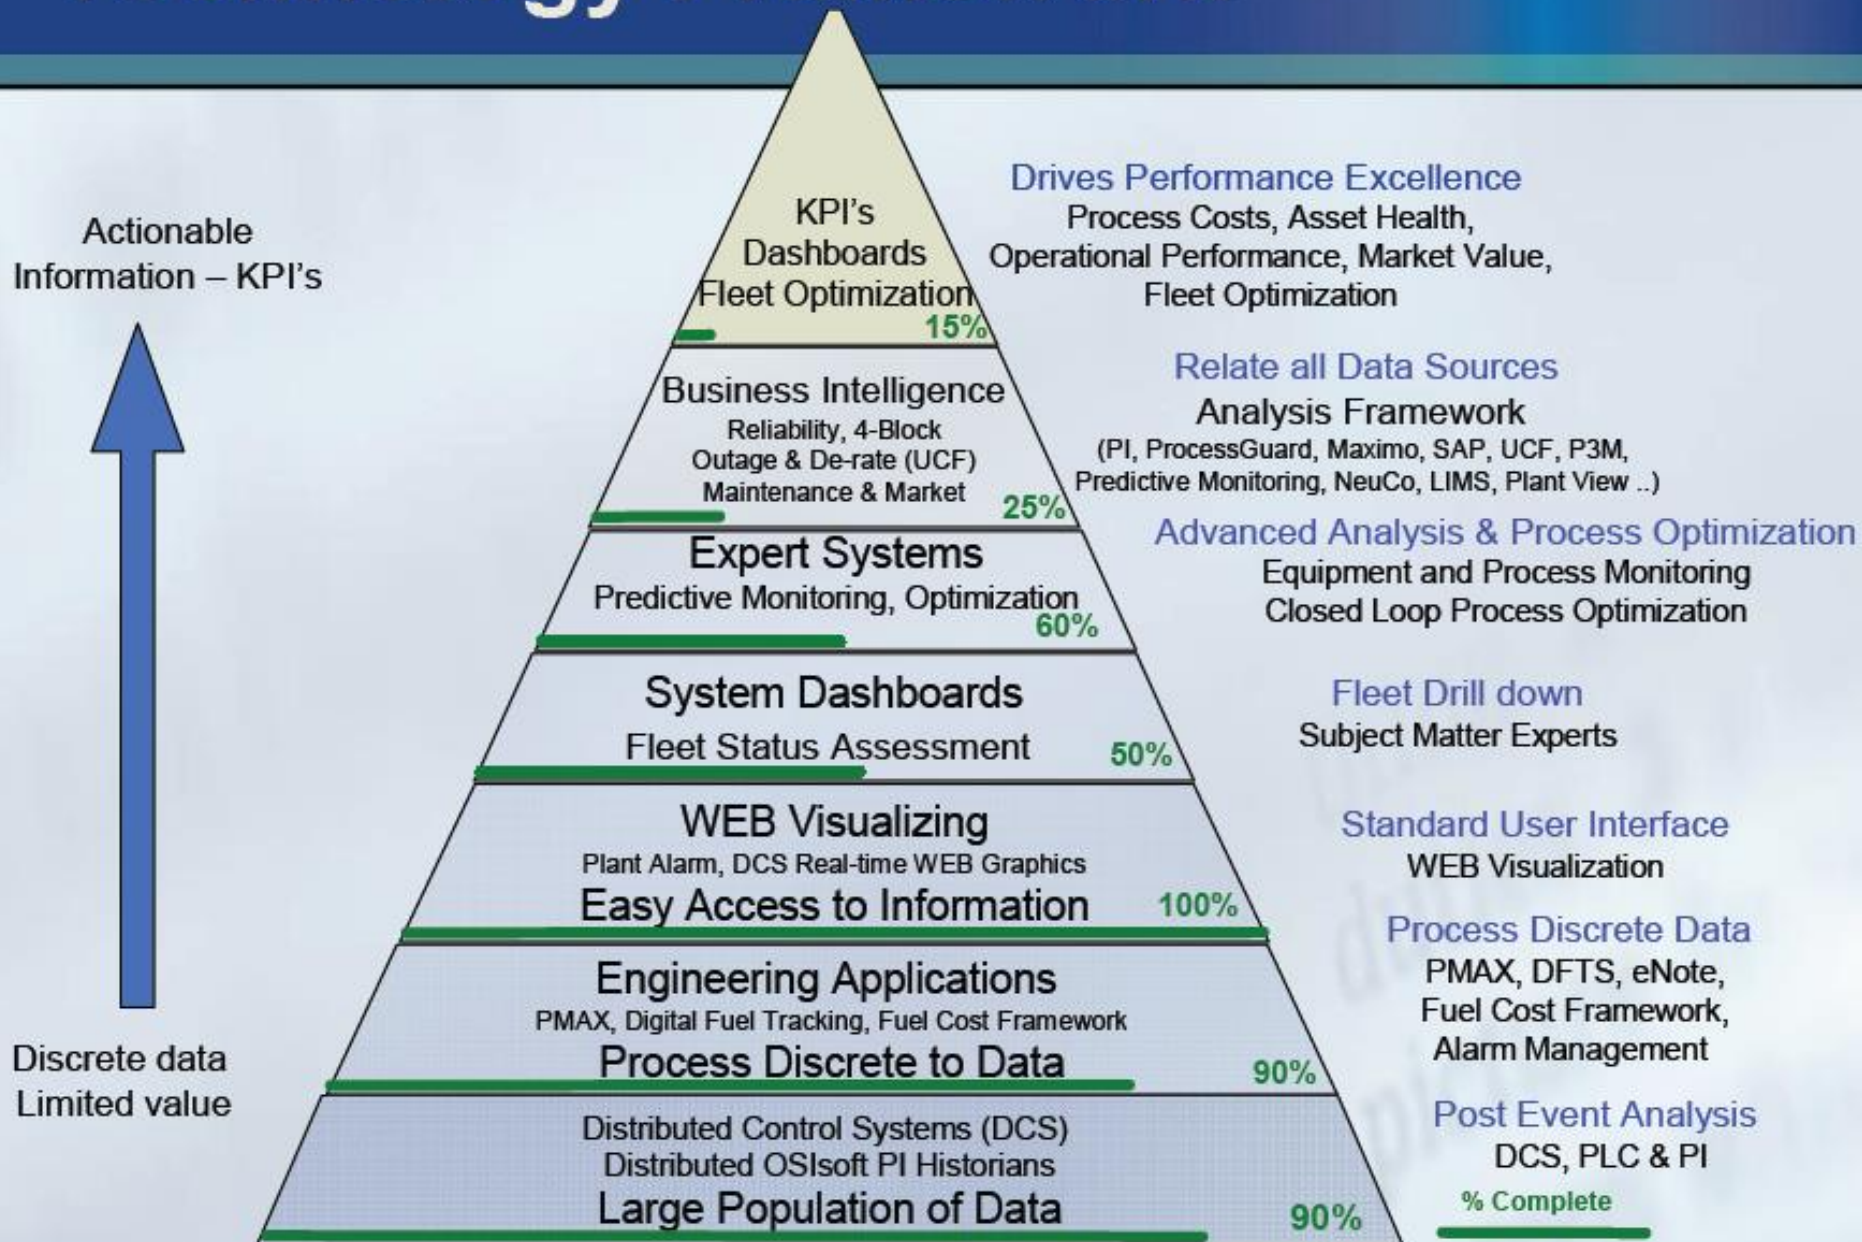 Actionable
Information – KPI's
Discrete data
Limited value
KPI's
Dashboards
Fleet Optimization
15%
Drives Performance Excellence
Process Costs, Asset Health,
Operational Performance, Market Value,
Fleet Optimization
Business Intelligence
Reliability, 4-Block
Outage & De-rate (UCF)
Maintenance & Market
25%
Relate all Data Sources
Analysis Framework
(PI, ProcessGuard, Maximo, SAP, UCF, P3M,
Predictive Monitoring, NeuCo, LIMS, Plant View ..)
Expert Systems
Predictive Monitoring, Optimization
60%
Advanced Analysis & Process Optimization
Equipment and Process Monitoring
Closed Loop Process Optimization
System Dashboards
Fleet Status Assessment
50%
Fleet Drill down
Subject Matter Experts
WEB Visualizing
Plant Alarm, DCS Real-time WEB Graphics
Easy Access to Information
100%
Standard User Interface
WEB Visualization
Engineering Applications
PMAX, Digital Fuel Tracking, Fuel Cost Framework
Process Discrete to Data
90%
Process Discrete Data
PMAX, DFTS, eNote,
Fuel Cost Framework,
Alarm Management
Distributed Control Systems (DCS)
Distributed OSIsoft PI Historians
Large Population of Data
90%
Post Event Analysis
DCS, PLC & PI
% Complete